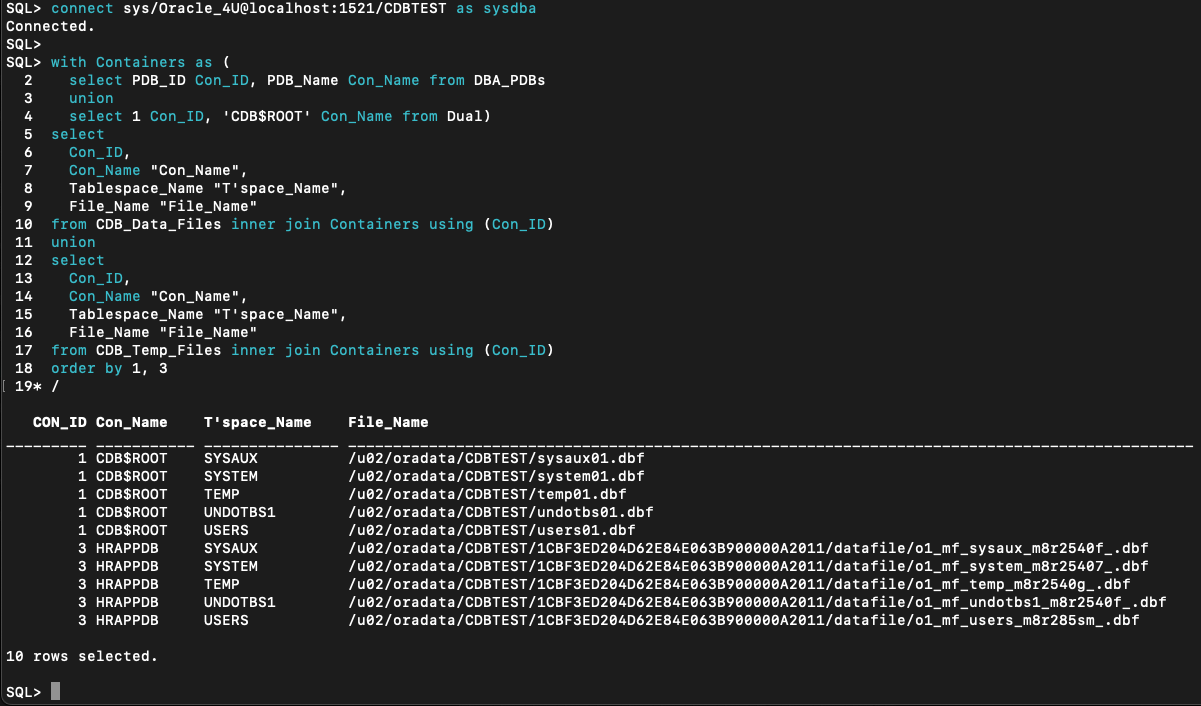 SQL> connect sys/Oracle_4U@localhost:1521/CDBTEST as sysdba
Connected.
SQL>
SQL> with Containers as (
  2    select PDB_ID Con_ID, PDB_Name Con_Name from DBA_PDBs
  3    union
  4    select 1 Con_ID, 'CDB$ROOT' Con_Name from Dual)
  5  select
  6    Con_ID,
  7    Con_Name "Con_Name",
  8    Tablespace_Name "T'space_Name",
  9    File_Name "File_Name"
 10  from CDB_Data_Files inner join Containers using (Con_ID)
 11  union
 12  select
 13    Con_ID,
 14    Con_Name "Con_Name",
 15    Tablespace_Name "T'space_Name",
 16    File_Name "File_Name"
 17  from CDB_Temp_Files inner join Containers using (Con_ID)
 18  order by 1, 3
 19* /
   CON_ID Con_Name    T'space_Name    File_Name
_________ ___________ _______________ ______________________________________________________________________________________________
        1 CDB$ROOT    SYSAUX          /u02/oradata/CDBTEST/sysaux01.dbf
        1 CDB$ROOT    SYSTEM          /u02/oradata/CDBTEST/system01.dbf
        1 CDB$ROOT    TEMP            /u02/oradata/CDBTEST/temp01.dbf
        1 CDB$ROOT    UNDOTBS1        /u02/oradata/CDBTEST/undotbs01.dbf
        1 CDB$ROOT    USERS           /u02/oradata/CDBTEST/users01.dbf
        3 HRAPPDB     SYSAUX          /u02/oradata/CDBTEST/1CBF3ED204D62E84E063B900000A2011/datafile/o1_mf_sysaux_m8r2540f_.dbf
        3 HRAPPDB     SYSTEM          /u02/oradata/CDBTEST/1CBF3ED204D62E84E063B900000A2011/datafile/o1_mf_system_m8r25407_.dbf
        3 HRAPPDB     TEMP            /u02/oradata/CDBTEST/1CBF3ED204D62E84E063B900000A2011/datafile/o1_mf_temp_m8r2540g_.dbf
        3 HRAPPDB     UNDOTBS1        /u02/oradata/CDBTEST/1CBF3ED204D62E84E063B900000A2011/datafile/o1_mf_undotbs1_m8r2540f_.dbf
        3 HRAPPDB     USERS           /u02/oradata/CDBTEST/1CBF3ED204D62E84E063B900000A2011/datafile/o1_mf_users_m8r285sm_.dbf
10 rows selected.
SQL>